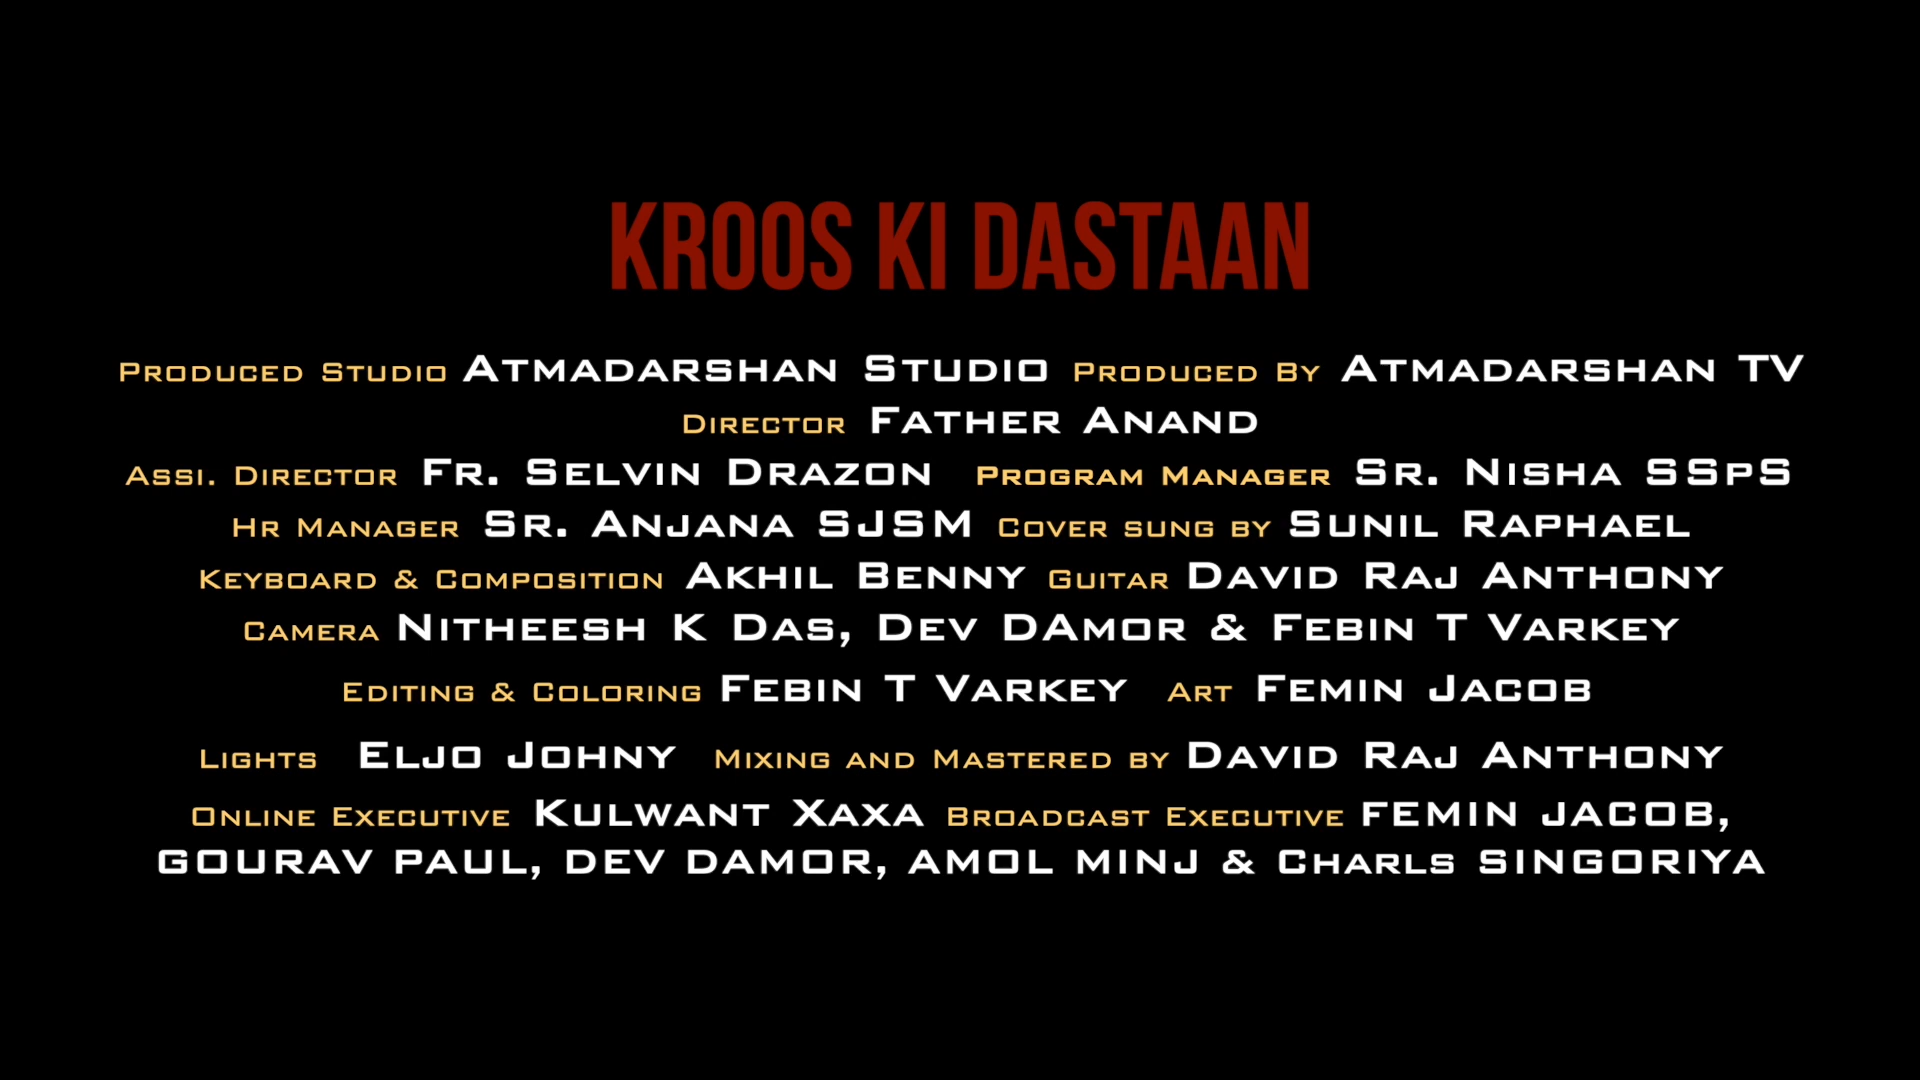 KROOS KI DASTAAN
Produced Studio Atmadarshan Studio Produced By Atmadarshan TV
Director Father Anand
Assi. Director Fr. Selvin Drazon Program Manager Sr. Nisha SSpS
Hr Manager Sr. Anjana SJSM Cover sung by Sunil Raphael
Keyboard & Composition Akhil Benny Guitar David Raj Anthony
Camera Nitheesh K Das, Dev DAmor & Febin T Varkey
Editing & Coloring Febin T Varkey Art Femin Jacob
Lights Eljo Johny Mixing and Mastered by David Raj Anthony
Online Executive Kulwant Xaxa Broadcast Executive FEMIN JACOB,
GOURAV PAUL, DEV DAMOR, AMOL MINJ & Charls SINGORIYA